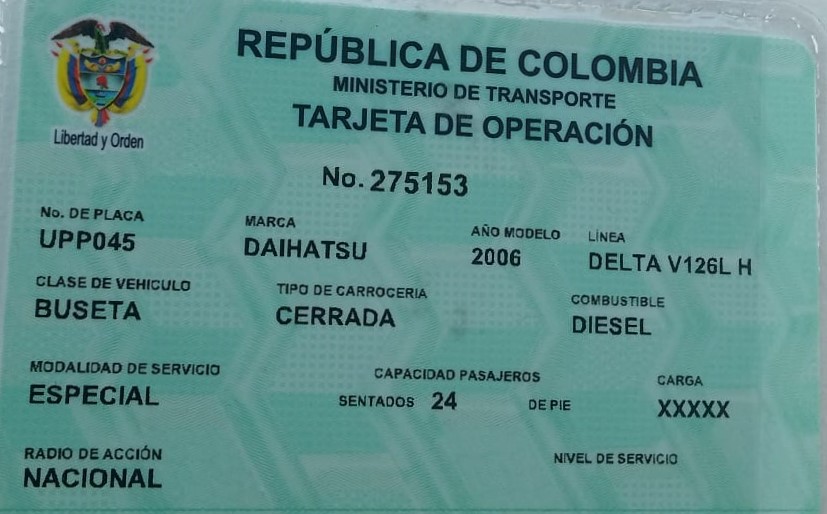 REPÚBLICA DE COLOMBIA
MINISTERIO DE TRANSPORTE
TARJETA DE OPERACIÓN
Libertad y Orden
No. 275153
No. DE PLACA MARCA AÑO MODELO LÍNEA
UPP045 DAIHATSU 2006 DELTA V126L H
CLASE DE VEHICULO TIPO DE CARROCERIA COMBUSTIBLE
BUSETA CERRADA DIESEL
MODALIDAD DE SERVICIO CAPACIDAD PASAJEROS CARGA
ESPECIAL SENTADOS 24 DE PIE XXXXX
RADIO DE ACCIÓN NIVEL DE SERVICIO
NACIONAL